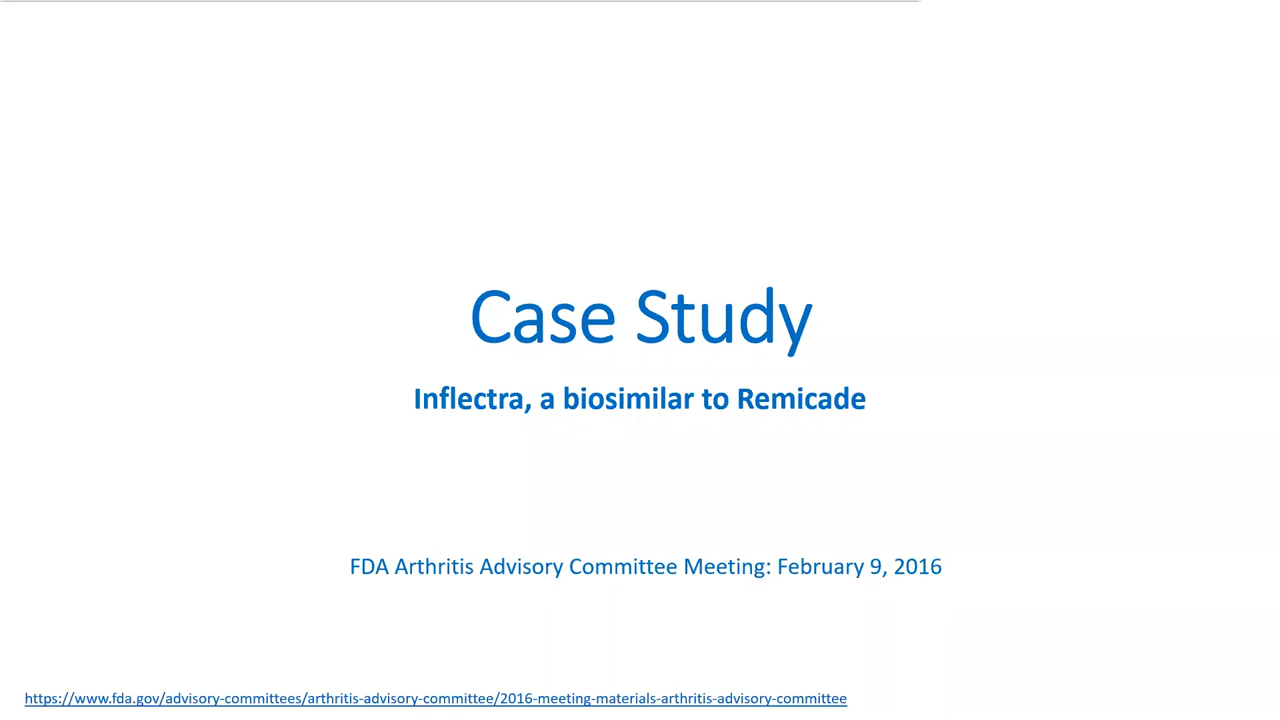 Case Study
Inflectra, a biosimilar to Remicade
FDA Arthritis Advisory Committee Meeting: February 9, 2016
https://www.fda.gov/advisory-committees/arthritis-advisory-committee/2016-meeting-materials-arthritis-advisory-committee